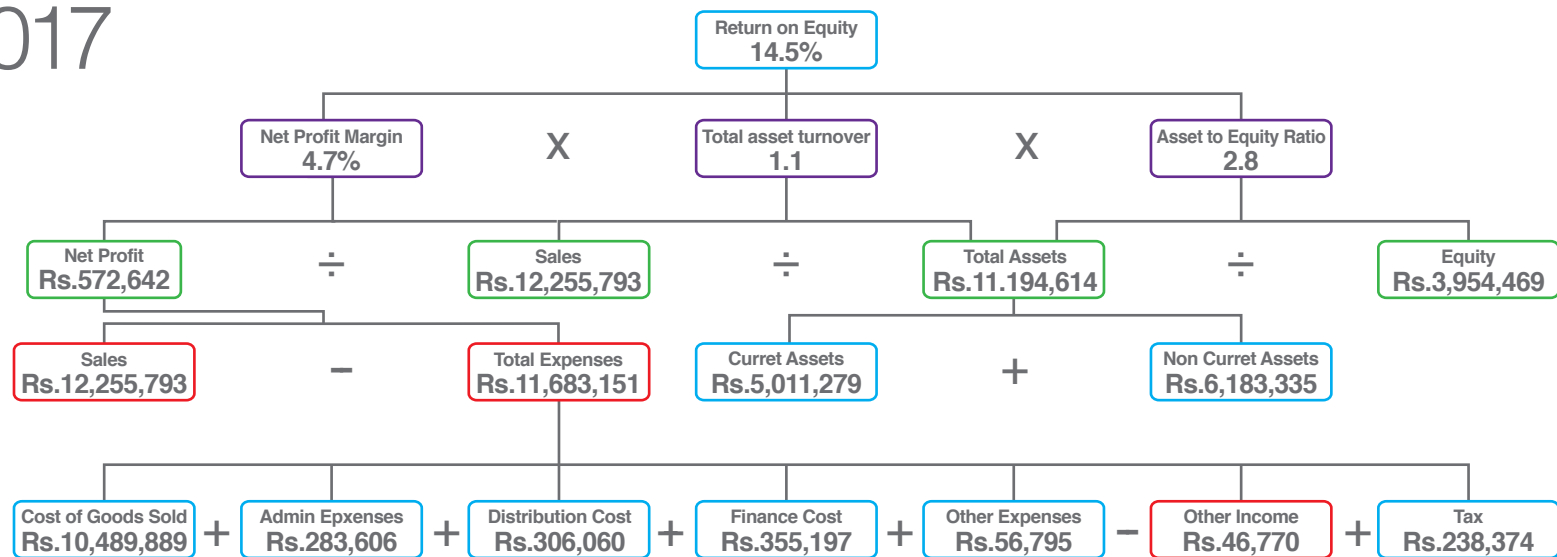 017
Return on Equity
14.5%
Net Profit Margin
4.7%
X
Total asset turnover
1.1
X
Asset to Equity Ratio
2.8
Net Profit
Rs.572,642
÷
Sales
Rs.12,255,793
÷
Total Assets
Rs.11.194,614
÷
Equity
Rs.3,954,469
Sales
Rs.12,255,793
-
Total Expenses
Rs.11,683,151
Curret Assets
Rs.5,011,279
+
Non Curret Assets
Rs.6,183,335
Cost of Goods Sold
Rs.10,489,889
+
Admin Epxenses
Rs.283,606
+
Distribution Cost
Rs.306,060
+
Finance Cost
Rs.355,197
+
Other Expenses
Rs.56,795
-
Other Income
Rs.46,770
+
Tax
Rs.238,374